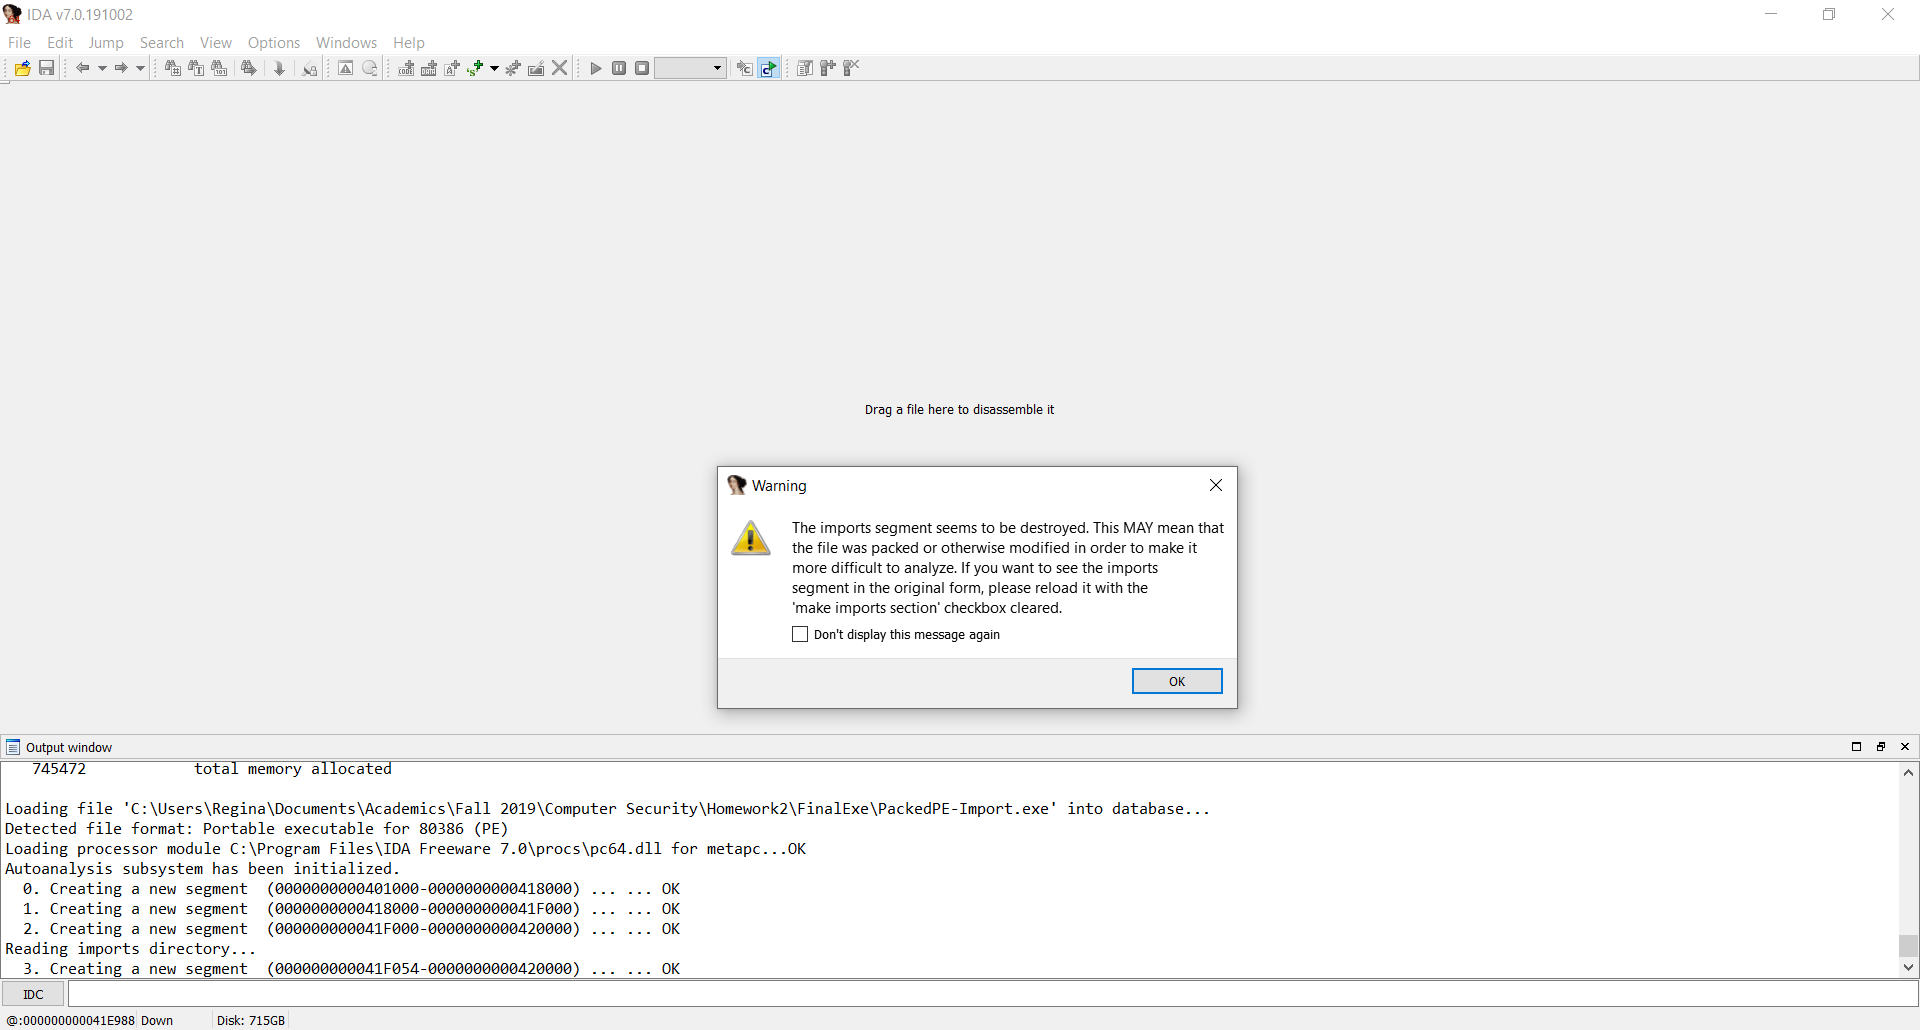 IDA v7.0.191002
File Edit Jump Search View Options Windows Help
Drag a file here to disassemble it
Warning
The imports segment seems to be destroyed. This MAY mean that
the file was packed or otherwise modified in order to make it
more difficult to analyze. If you want to see the imports
segment in the original form, please reload it with the
'make imports section' checkbox cleared.
Don't display this message again
OK
Output window
745472 total memory allocated
Loading file 'C:\Users\Regina\Documents\Academics\Fall 2019\Computer Security\Homework2\FinalExe\PackedPE-Import.exe' into database...
Detected file format: Portable executable for 80386 (PE)
Loading processor module C:\Program Files\IDA Freeware 7.0\procs\pc64.dll for metapc...OK
Autoanalysis subsystem has been initialized.
0. Creating a new segment (0000000000401000-0000000000418000) ... ... OK
1. Creating a new segment (0000000000418000-000000000041F000) ... ... OK
2. Creating a new segment (000000000041F000-0000000000420000) ... ... OK
Reading imports directory...
3. Creating a new segment (000000000041F054-0000000000420000) ... ... OK
IDC
@:000000000041E988 Down Disk: 715GB